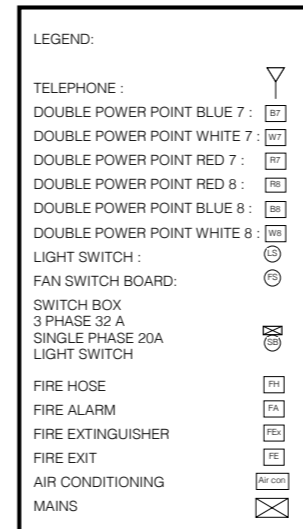 LEGEND:
TELEPHONE :
DOUBLE POWER POINT BLUE 7 : B7
DOUBLE POWER POINT WHITE 7 : W7
DOUBLE POWER POINT RED 7 : R7
DOUBLE POWER POINT RED 8 : R8
DOUBLE POWER POINT BLUE 8 : B8
DOUBLE POWER POINT WHITE 8 : W8
LIGHT SWITCH : LS
FAN SWITCH BOARD: FS
SWITCH BOX
3 PHASE 32 A
SINGLE PHASE 20A SB
LIGHT SWITCH
FIRE HOSE FH
FIRE ALARM FA
FIRE EXTINGUISHER FEx
FIRE EXIT FE
AIR CONDITIONING Air con
MAINS